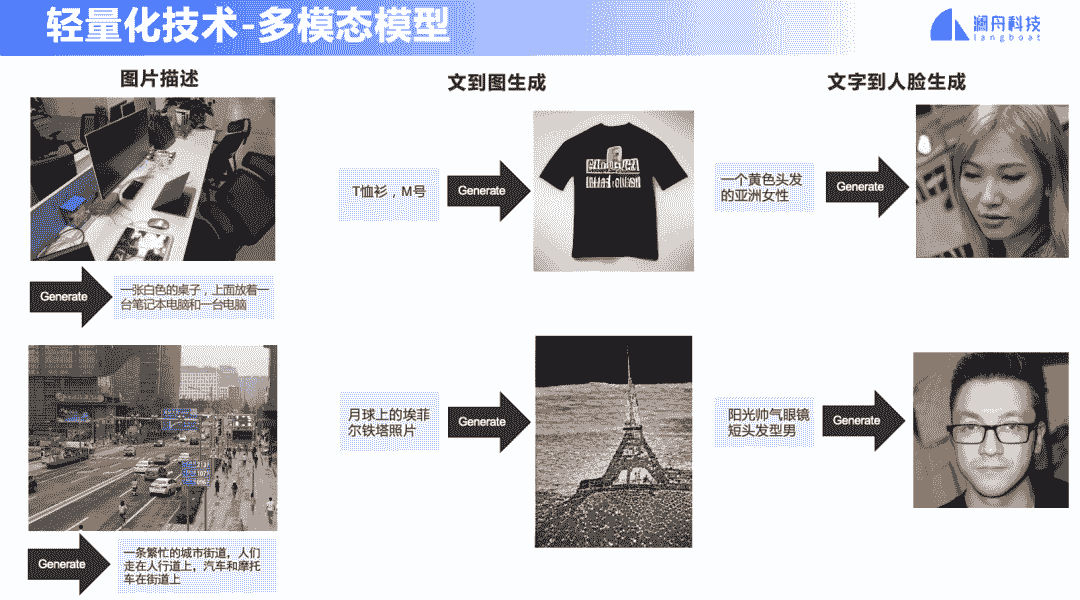 轻量化技术-多模态模型
澜舟科技
langboat
图片描述
Generate
一张白色的桌子，上面放着一
台笔记本电脑和一台电脑
Generate
一条繁忙的城市街道，人们
走在人行道上，汽车和摩托
车在街道上
文到图生成
T恤衫，M号
Generate
月球上的埃菲
尔铁塔照片
Generate
文字到人脸生成
一个黄色头发
的亚洲女性
Generate
阳光帅气眼镜
短头发型男
Generate